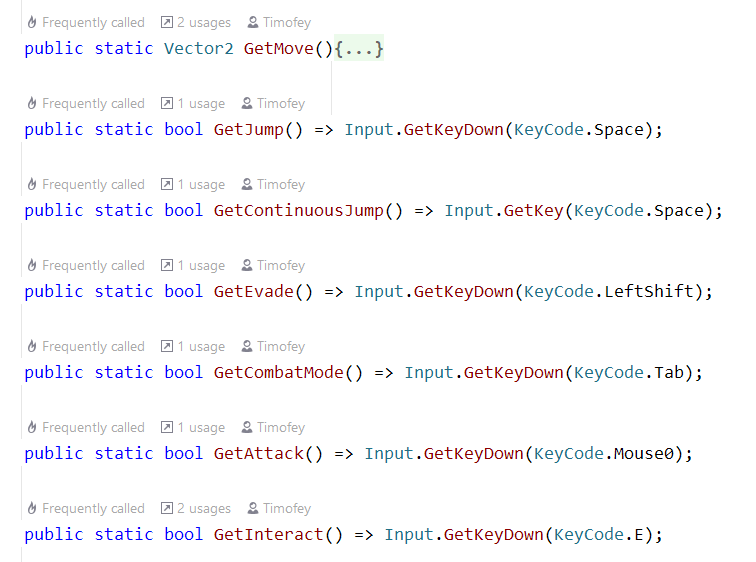 Frequently called 2 usages Timofey
public static Vector2 GetMove(){...}
Frequently called 1 usage Timofey
public static bool GetJump() => Input.GetKeyDown(KeyCode.Space);
Frequently called 1 usage Timofey
public static bool GetContinuousJump() => Input.GetKey(KeyCode.Space);
Frequently called 1 usage Timofey
public static bool GetEvade() => Input.GetKeyDown(KeyCode.LeftShift);
Frequently called 1 usage Timofey
public static bool GetCombatMode() => Input.GetKeyDown(KeyCode.Tab);
Frequently called 1 usage Timofey
public static bool GetAttack() => Input.GetKeyDown(KeyCode.Mouse0);
Frequently called 2 usages Timofey
public static bool GetInteract() => Input.GetKeyDown(KeyCode.E);